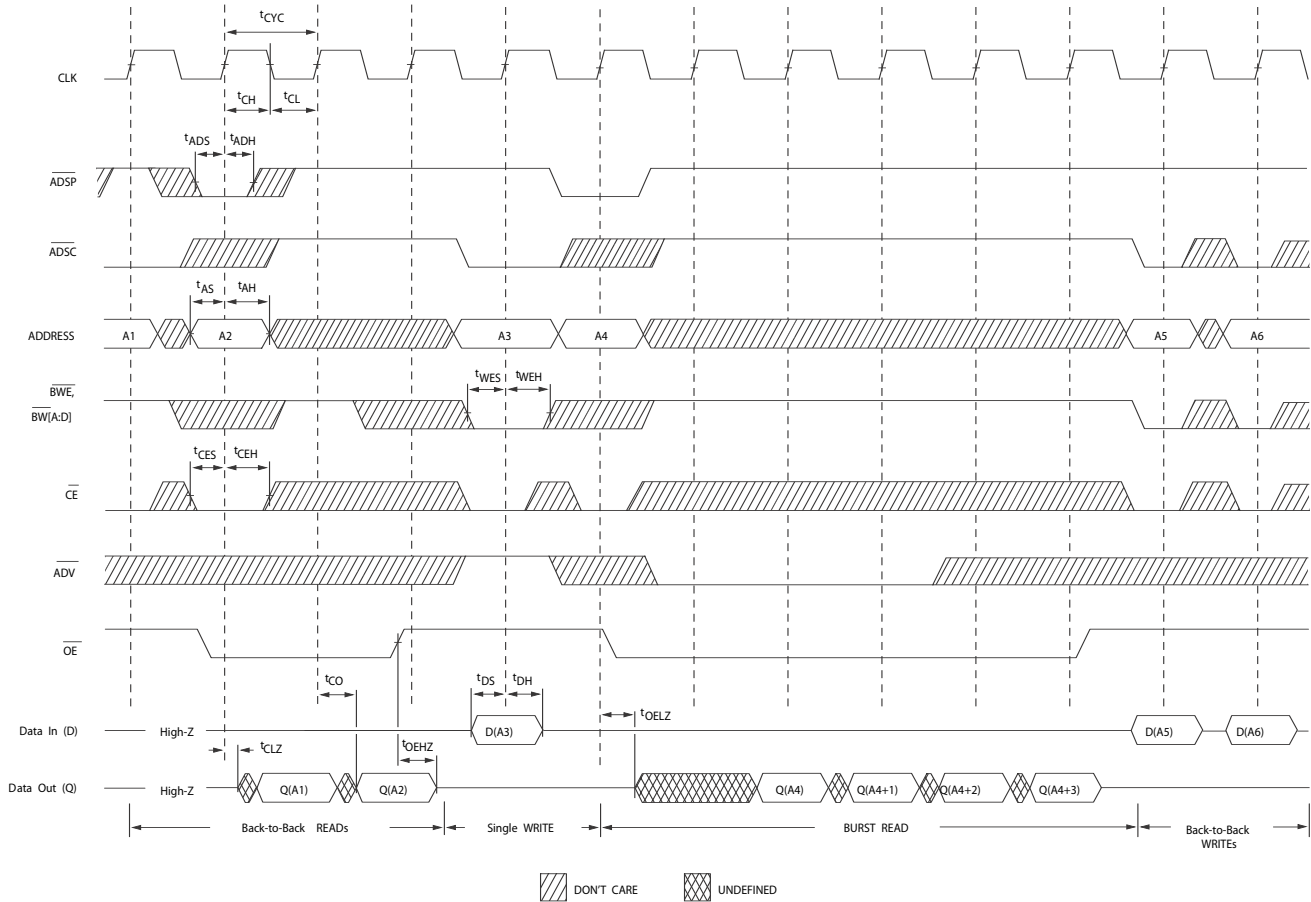 tCYC
CLK
tCH tCL
tADS tADH
ADSP
ADSC
tAS tAH
ADDRESS A1 A2 A3 A4 A5 A6
BWE,
BW[A:D]
tWES tWEH
tCES tCEH
CE
ADV
OE
tCO tDS tDH
tOELZ
Data In (D) High-Z D(A3) D(A5) D(A6)
tCLZ tOEHZ
Data Out (Q) High-Z Q(A1) Q(A2) Q(A4) Q(A4+1) Q(A4+2) Q(A4+3)
Back-to-Back READs Single WRITE BURST READ Back-to-Back
WRITEs
DON'T CARE UNDEFINED